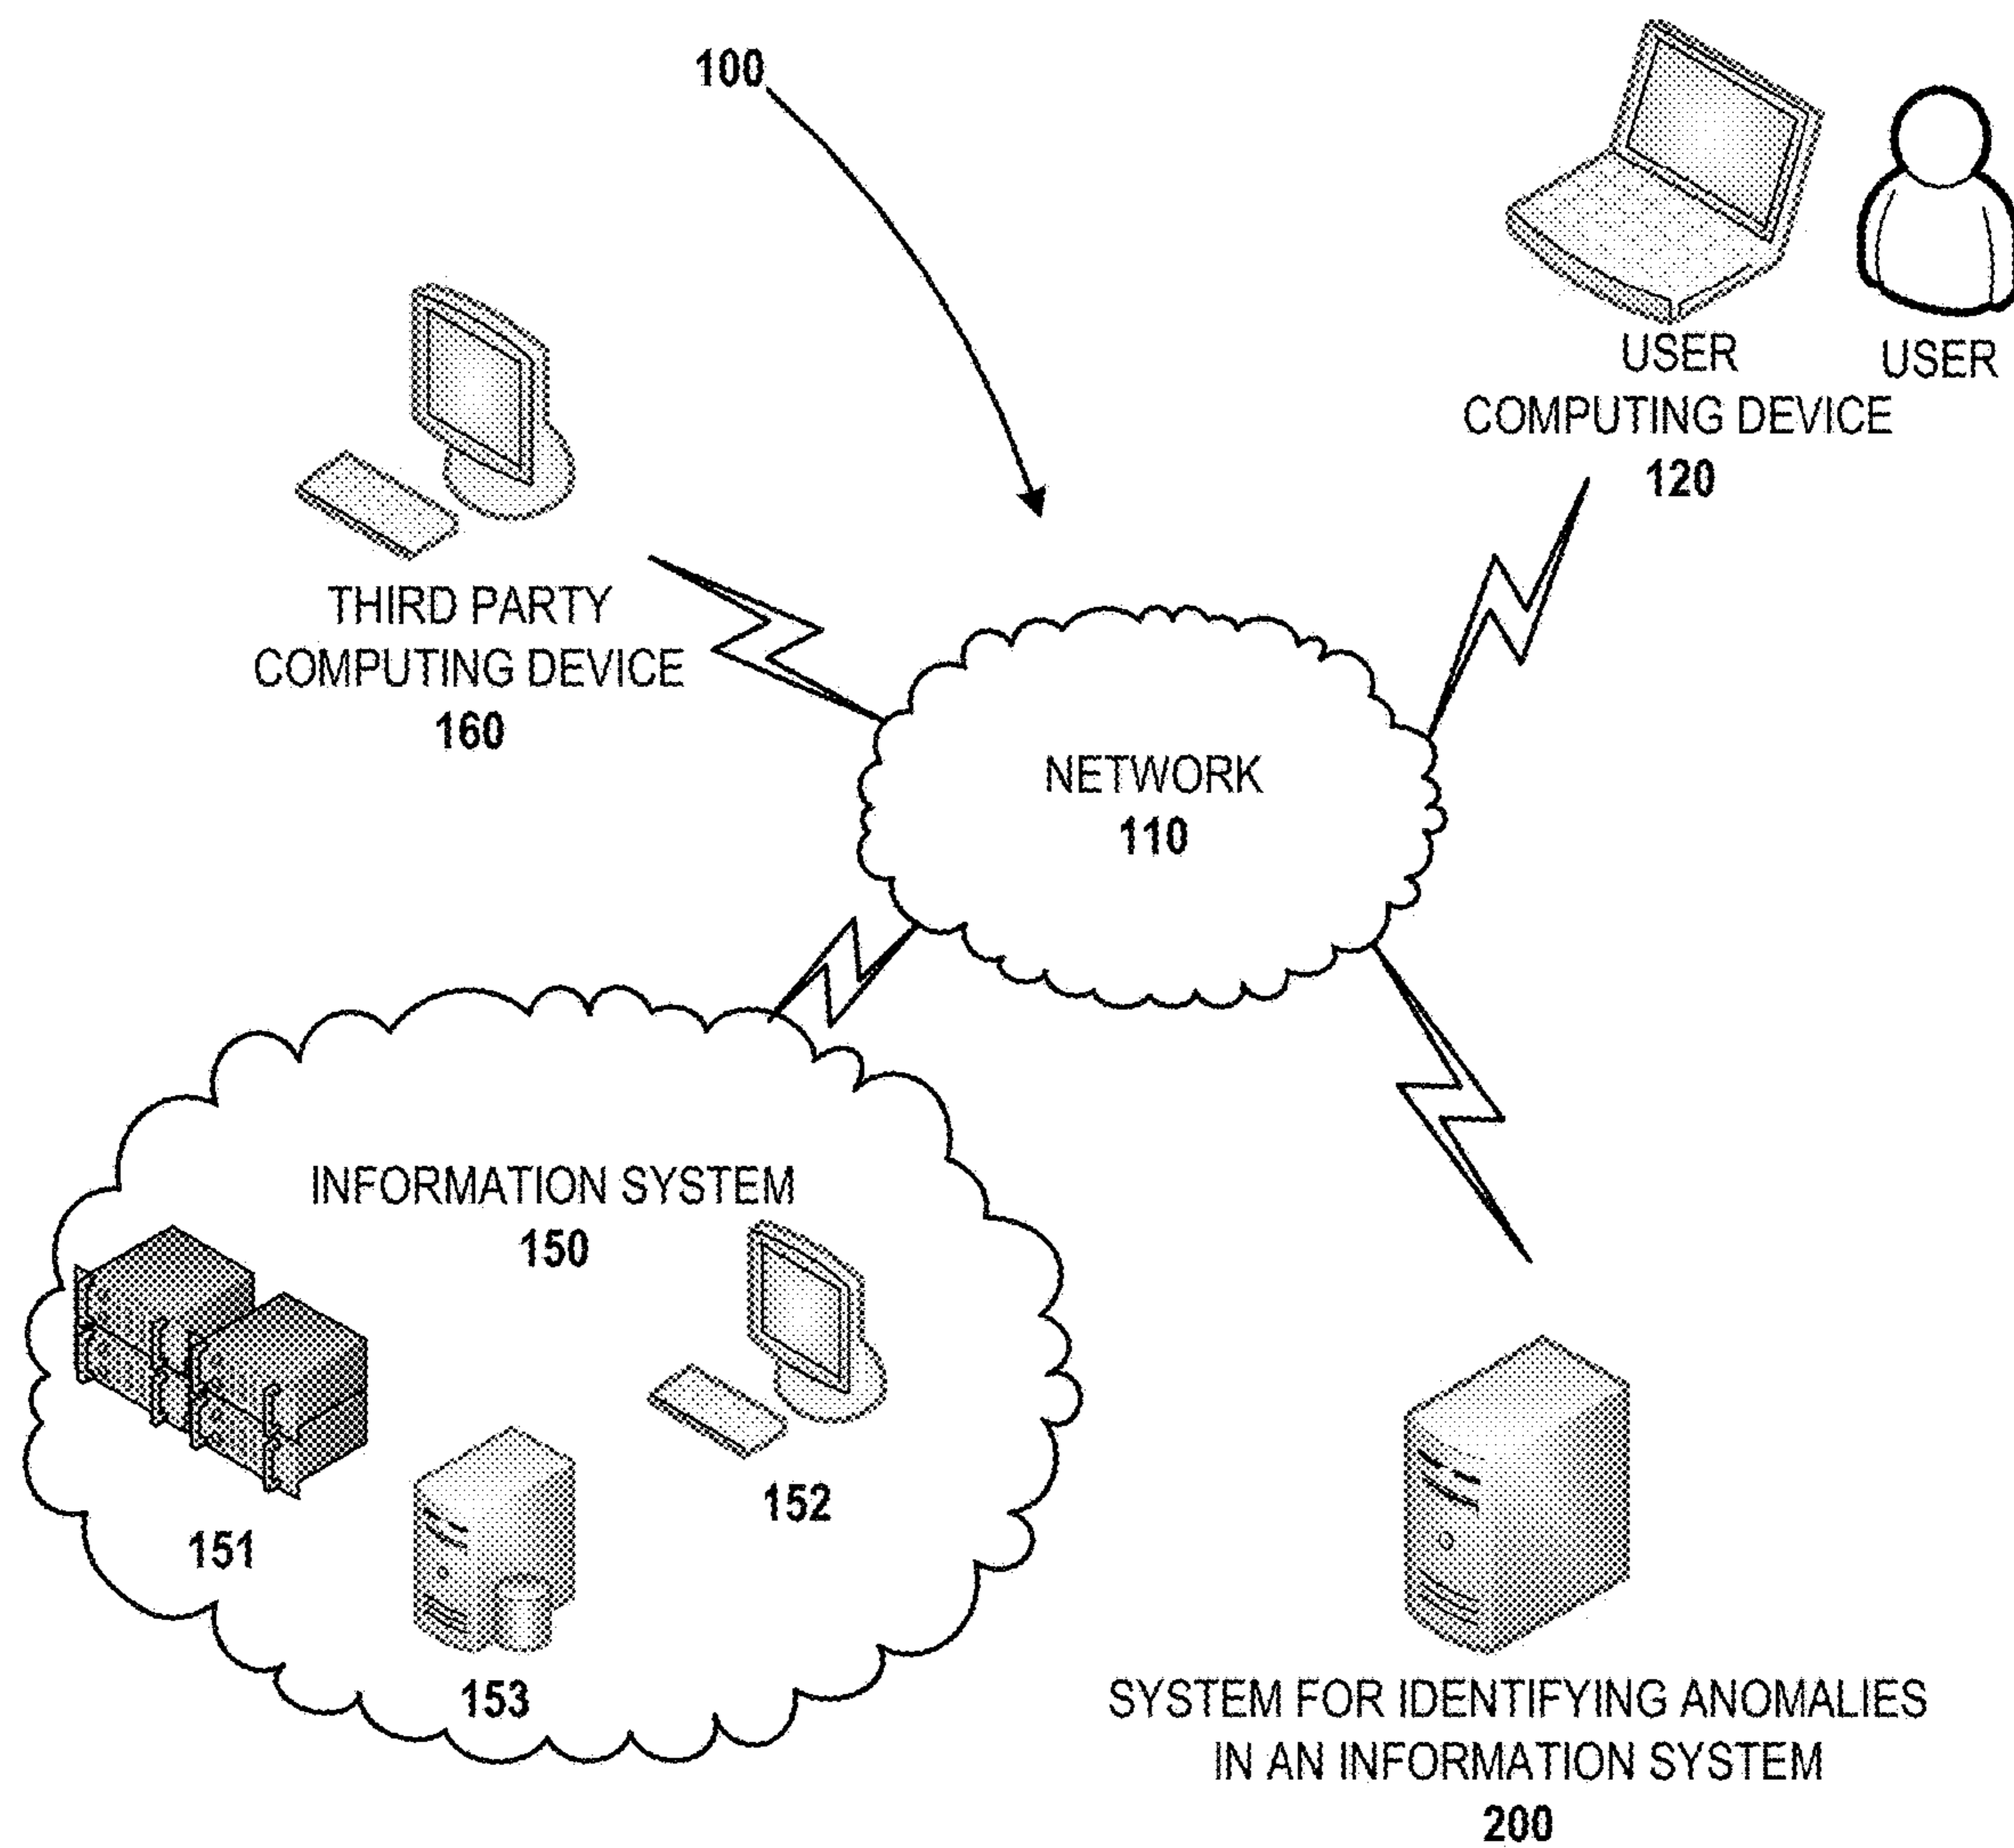 100
USER
COMPUTING DEVICE
120
USER
THIRD PARTY
COMPUTING DEVICE
160
NETWORK
110
INFORMATION SYSTEM
150
151
152
153
SYSTEM FOR IDENTIFYING ANOMALIES
IN AN INFORMATION SYSTEM
200